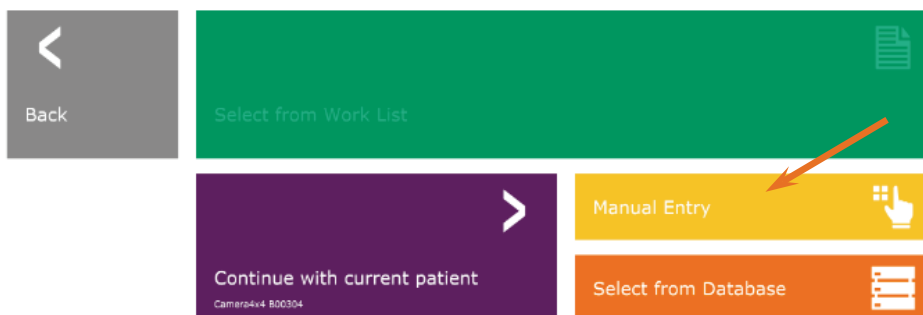 Back
Select from Work List
Manual Entry
Continue with current patient
Camera4x4 B00304
Select from Database